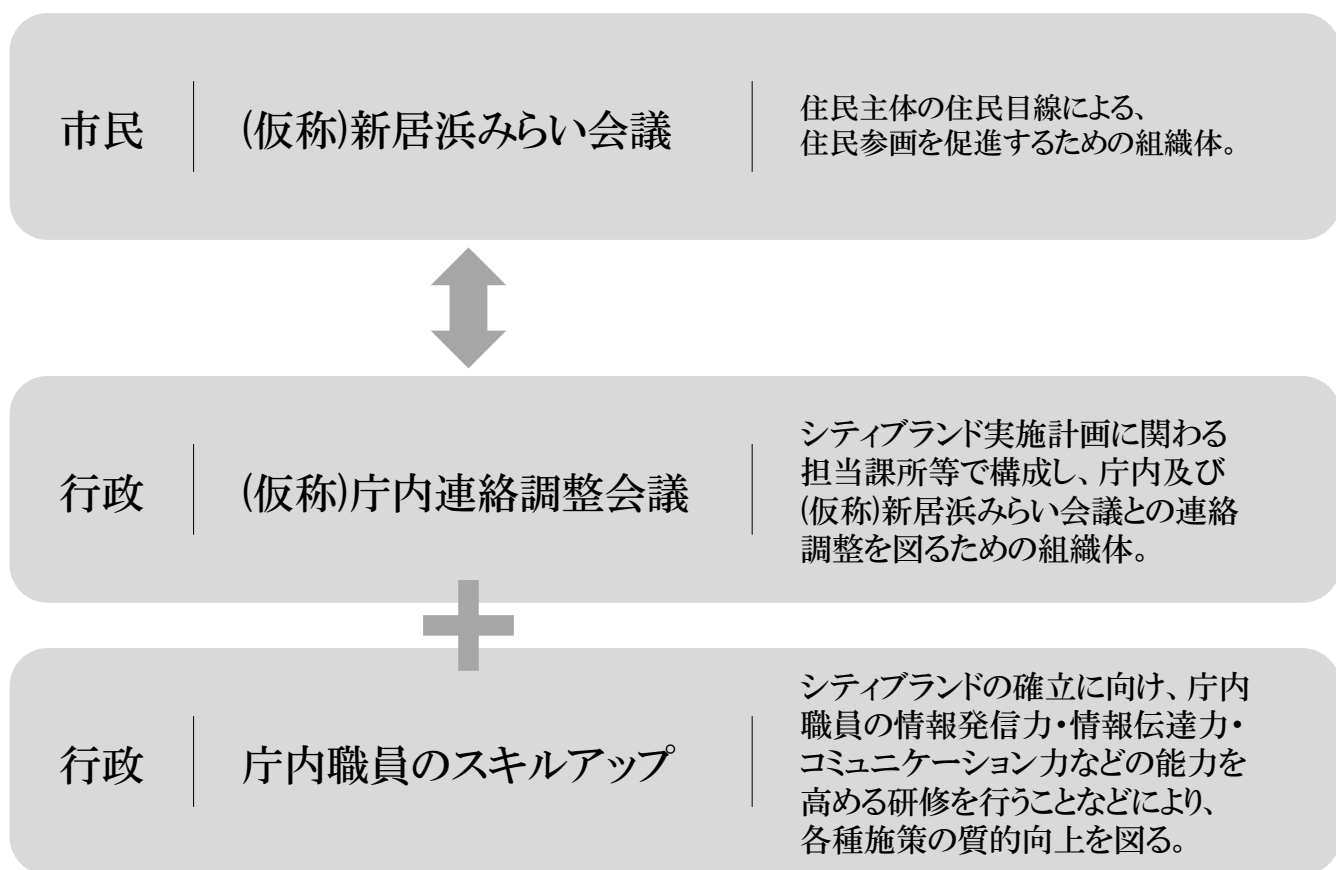 市民
(仮称)新居浜みらい会議
住民主体の住民目線による、
住民参画を促進するための組織体。
行政
(仮称)庁内連絡調整会議
シティブランド実施計画に関わる
担当課所等で構成し、庁内及び
(仮称)新居浜みらい会議との連絡
調整を図るための組織体。
行政
庁内職員のスキルアップ
シティブランドの確立に向け、庁内
職員の情報発信力・情報伝達力・
コミュニケーション力などの能力を
高める研修を行うことなどにより、
各種施策の質的向上を図る。